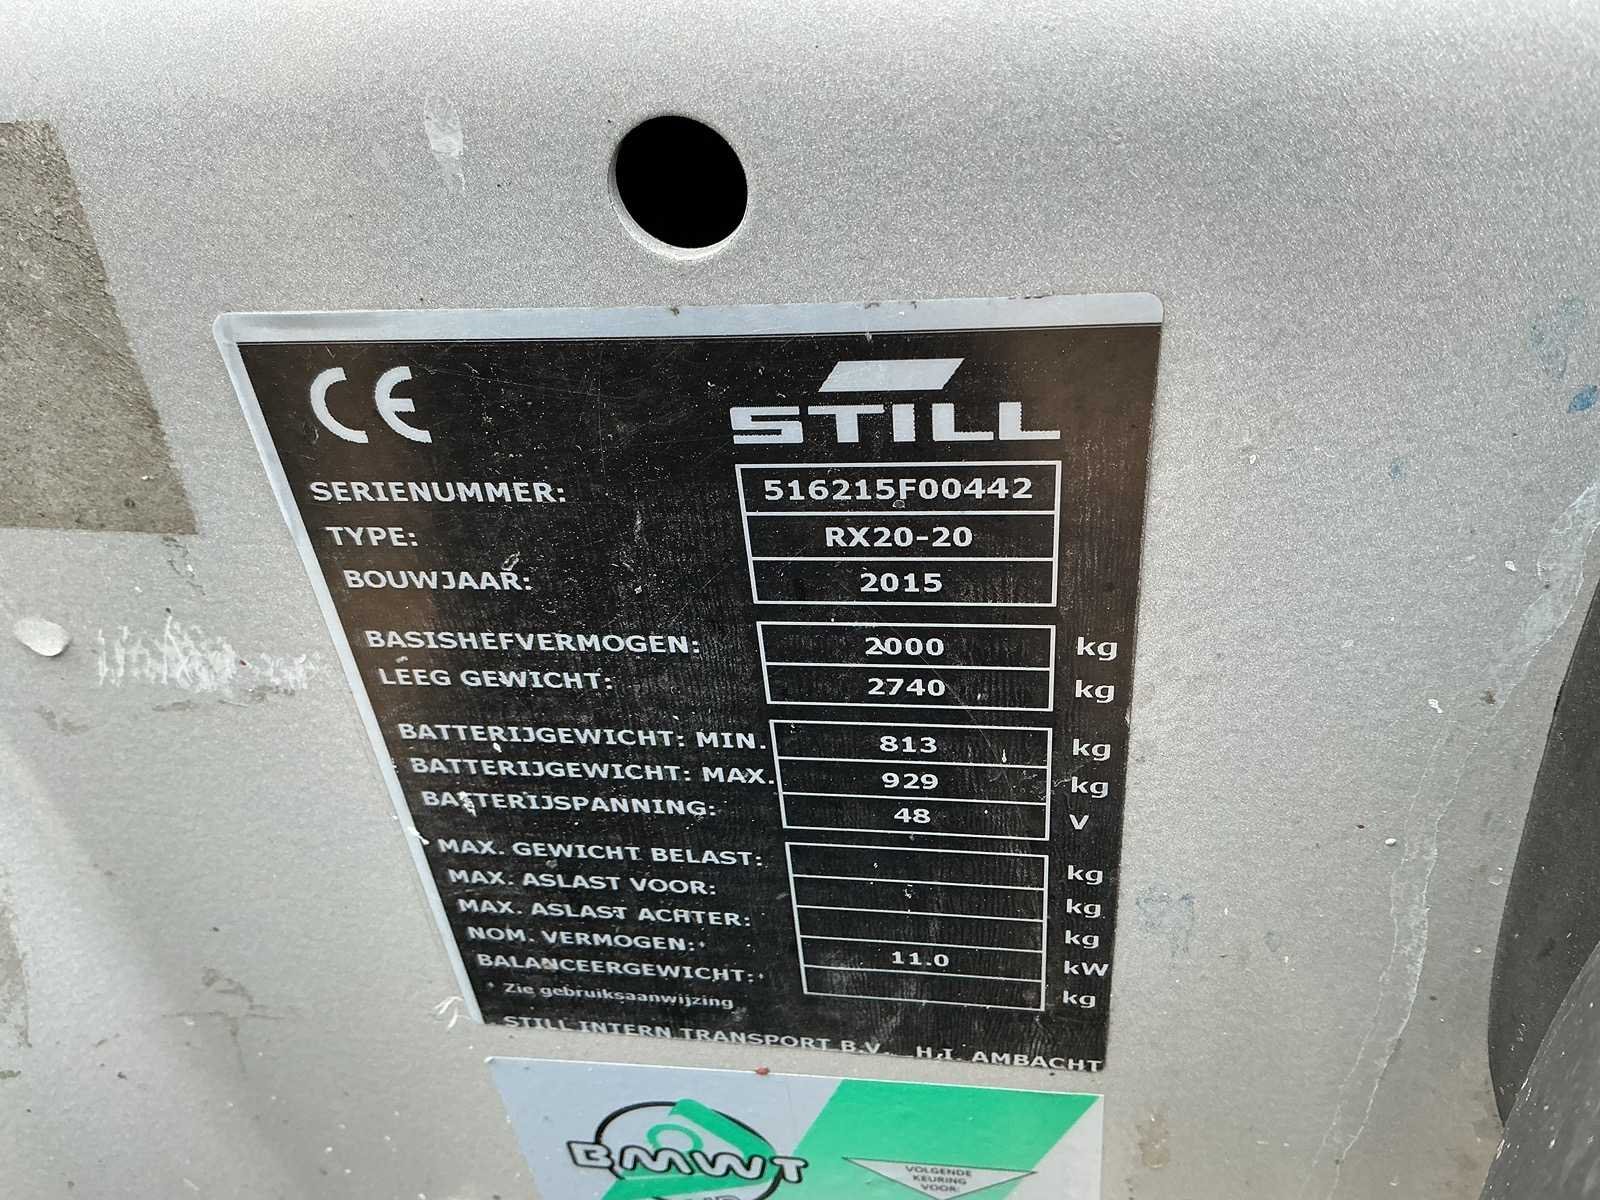 CE STILL
SERIENUMMER: 516215F00442
TYPE: RX20-20
BOUWJAAR: 2015
BASISHEFVERMOGEN: 2000 kg
LEEG GEWICHT: 2740 kg
BATTERIJGEWICHT: MIN. 813 kg
BATTERIJGEWICHT: MAX. 929 kg
BATTERIJSPANNING: 48 V
MAX. GEWICHT BELAST: kg
MAX. ASLAST VOOR: kg
MAX. ASLAST ACHTER: kg
NOM. VERMOGEN:* 11.0 kW
BALANCEERGEWICHT:* kg
* Zie gebruiksaanwijzing
STILL INTERN TRANSPORT B.V. H.I. AMBACHT
BMWT
VOLGENDE
KEURING
VOOR: